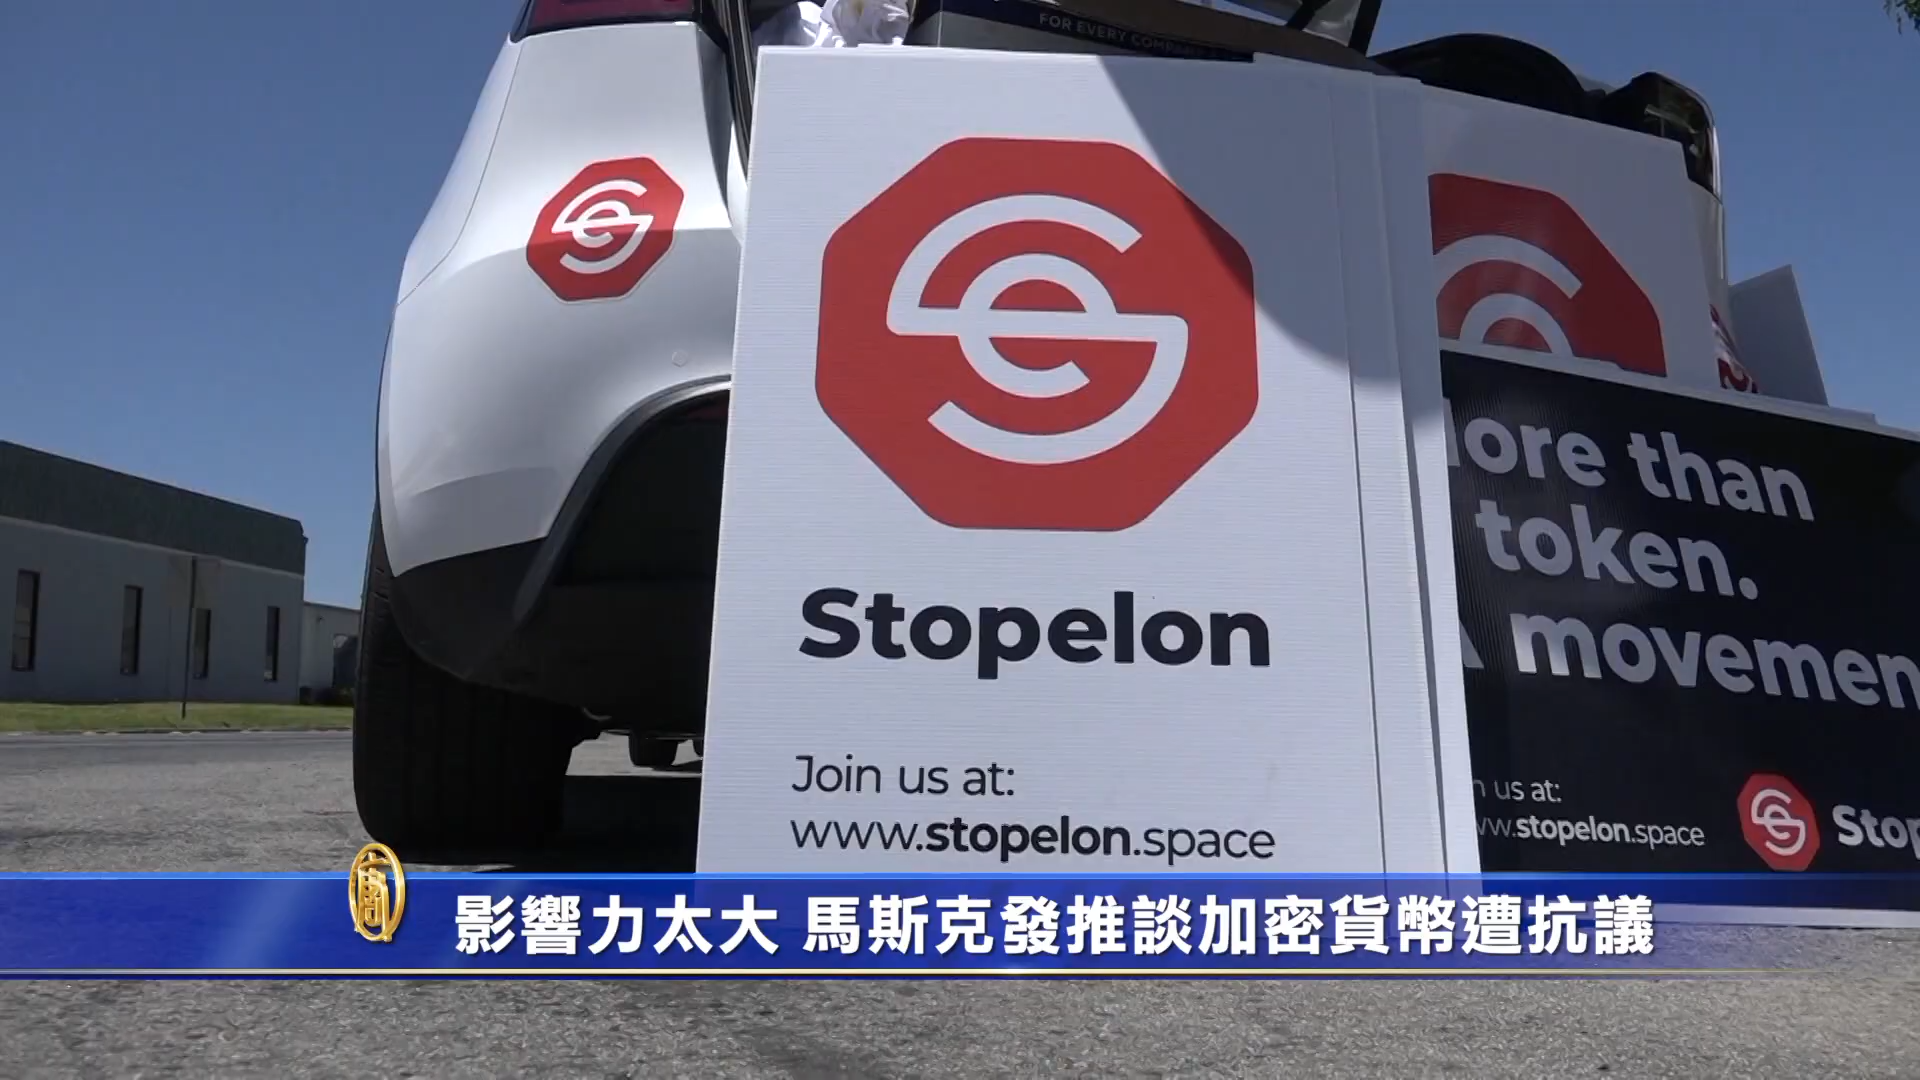 FOR EVERY COMPA
Stopelon
Join us at:
www.stopelon.space
ore than
token.
movemen
us at:
w.stopelon.space
Stop
影響力太大 馬斯克發推談加密貨幣遭抗議